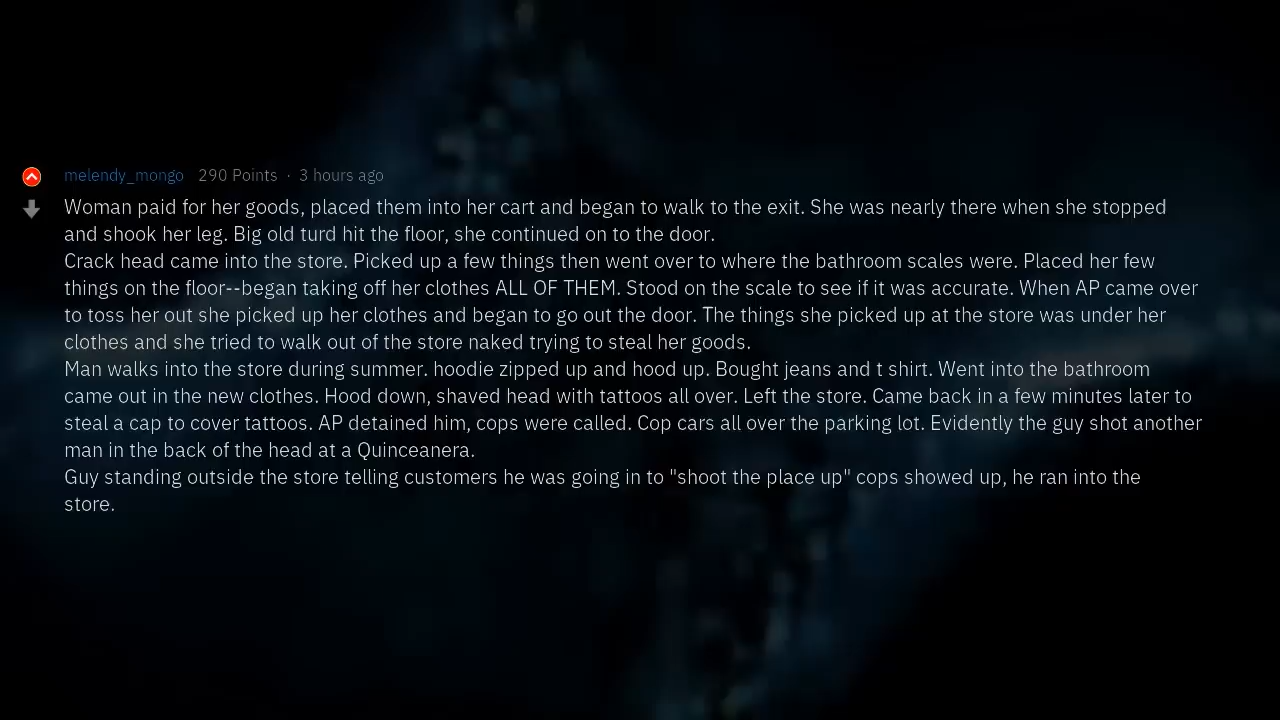 melendy_mongo 290 Points · 3 hours ago
Woman paid for her goods, placed them into her cart and began to walk to the exit. She was nearly there when she stopped
and shook her leg. Big old turd hit the floor, she continued on to the door.
Crack head came into the store. Picked up a few things then went over to where the bathroom scales were. Placed her few
things on the floor--began taking off her clothes ALL OF THEM. Stood on the scale to see if it was accurate. When AP came over
to toss her out she picked up her clothes and began to go out the door. The things she picked up at the store was under her
clothes and she tried to walk out of the store naked trying to steal her goods.
Man walks into the store during summer. hoodie zipped up and hood up. Bought jeans and t shirt. Went into the bathroom
came out in the new clothes. Hood down, shaved head with tattoos all over. Left the store. Came back in a few minutes later to
steal a cap to cover tattoos. AP detained him, cops were called. Cop cars all over the parking lot. Evidently the guy shot another
man in the back of the head at a Quinceanera.
Guy standing outside the store telling customers he was going in to "shoot the place up" cops showed up, he ran into the
store.